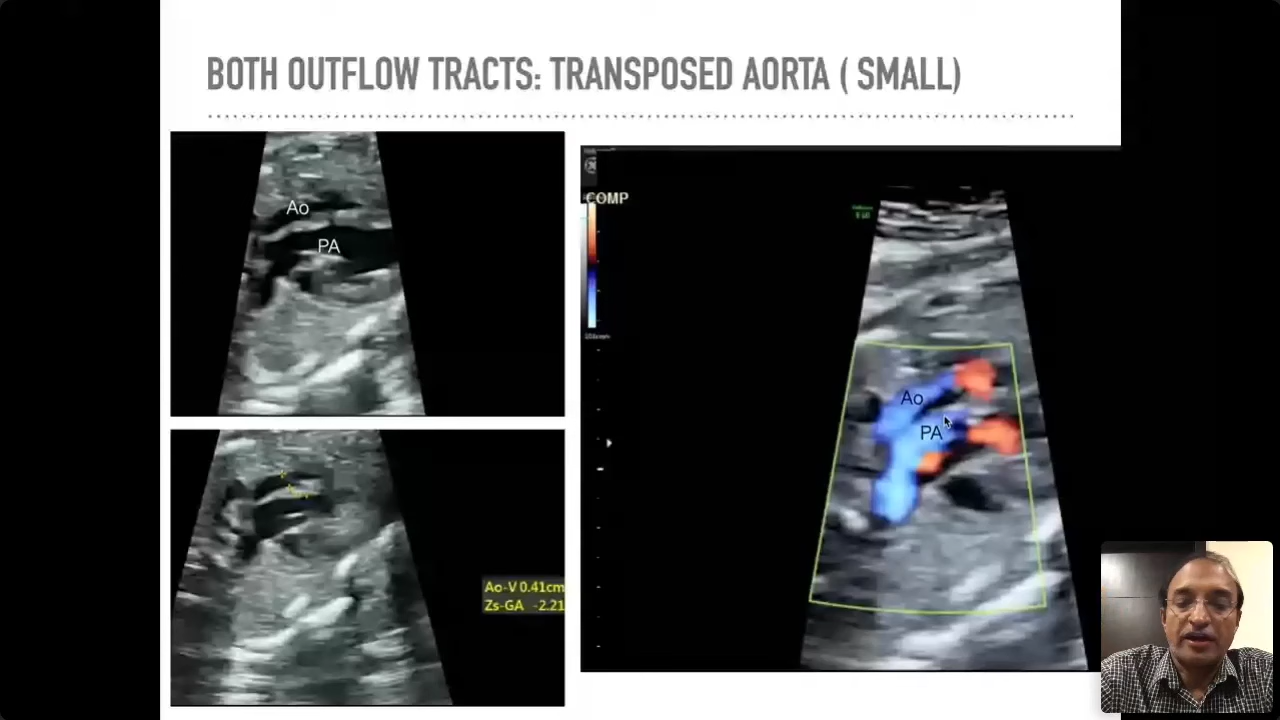 BOTH OUTFLOW TRACTS: TRANSPOSED AORTA ( SMALL)
Ao
PA
Ao-V 0.41cm
Zs-GA -2.21
COMP
Ao
PA